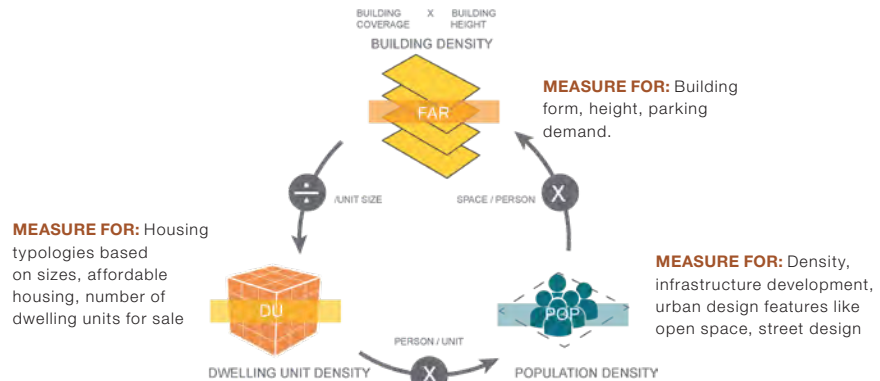 BUILDING X BUILDING
COVERAGE HEIGHT
BUILDING DENSITY
FAR
MEASURE FOR: Building
form, height, parking
demand.
÷
/UNIT SIZE
SPACE / PERSON
X
MEASURE FOR: Housing
typologies based
on sizes, affordable
housing, number of
dwelling units for sale
DU
POP
MEASURE FOR: Density,
infrastructure development,
urban design features like
open space, street design
PERSON / UNIT
X
DWELLING UNIT DENSITY
POPULATION DENSITY